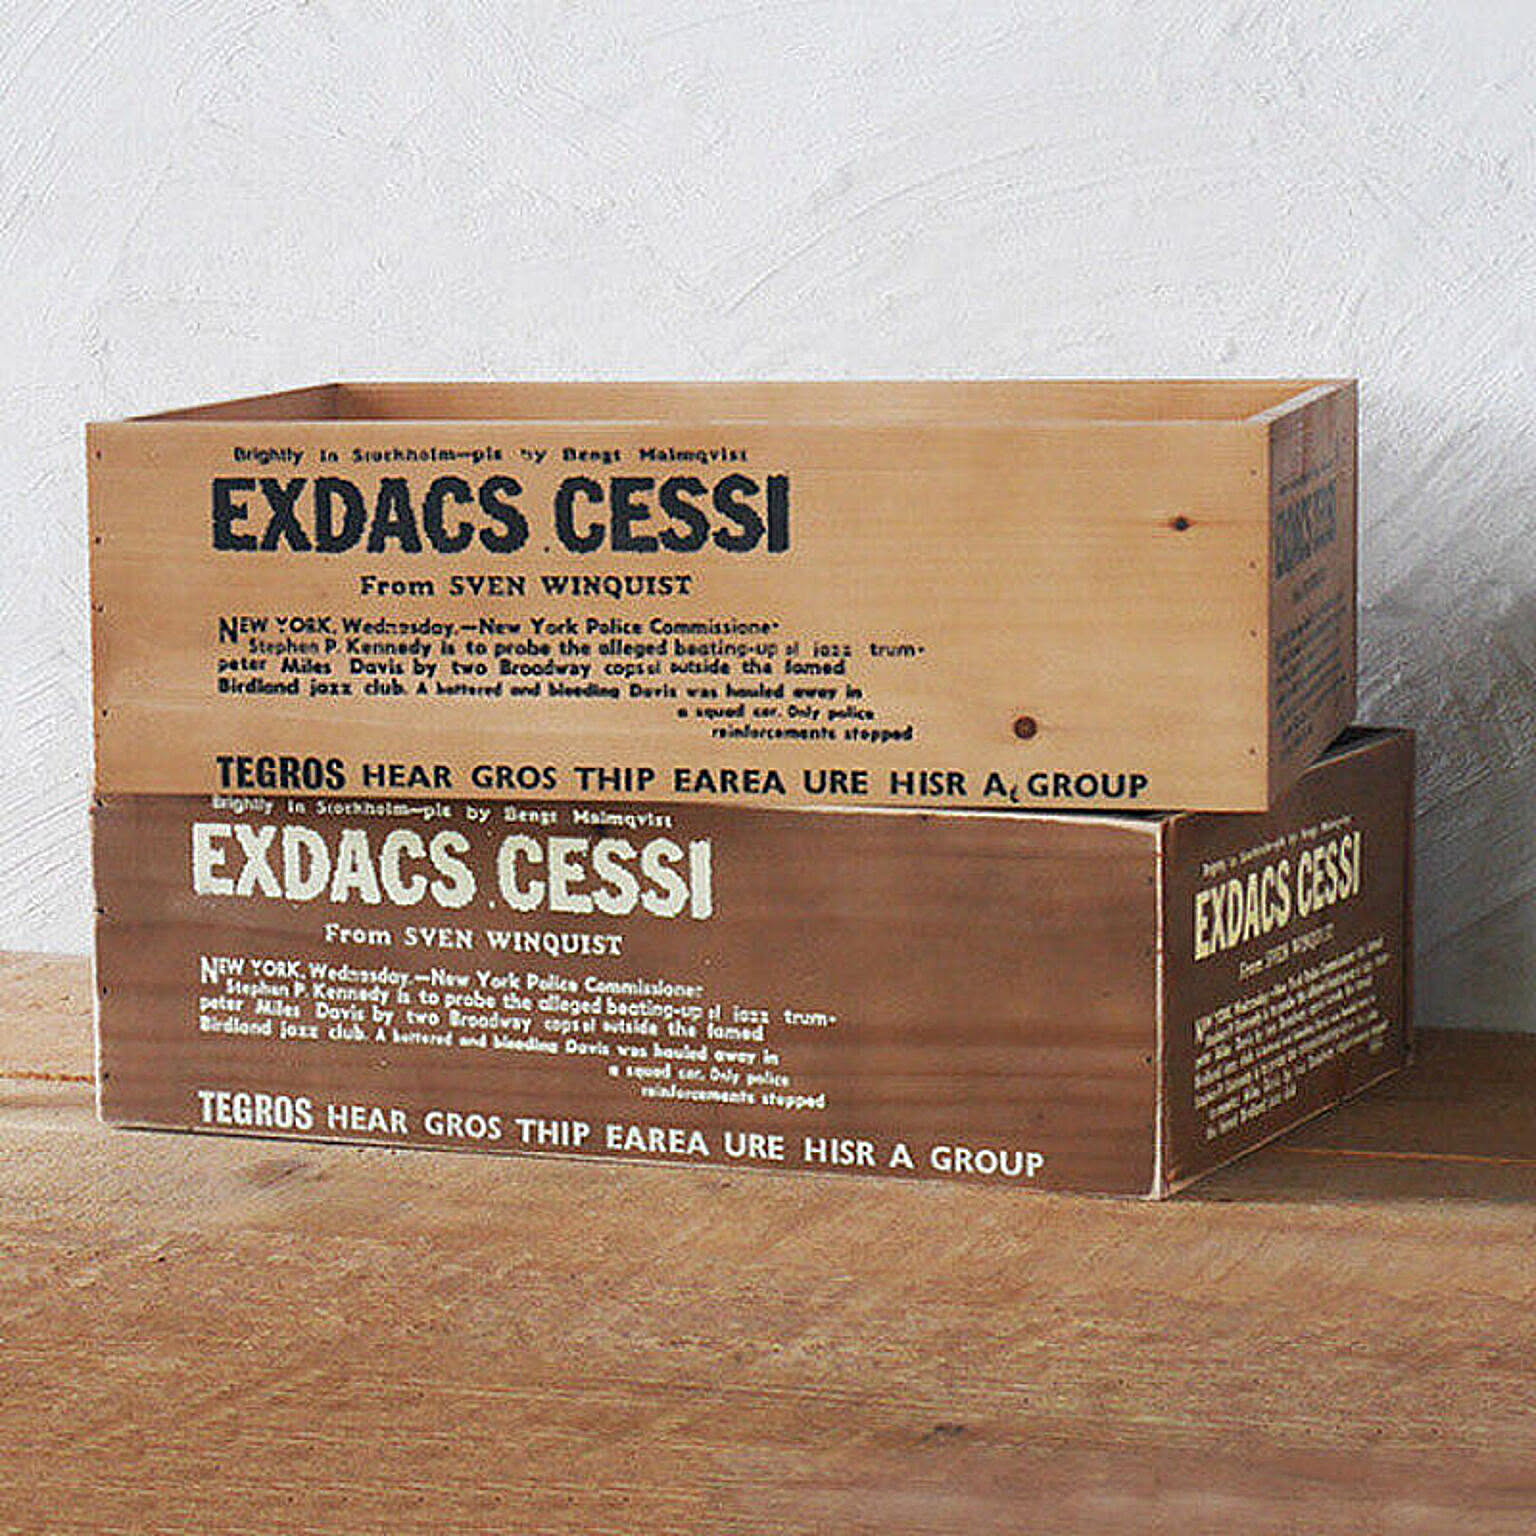 Brightly in Stockholm—pis by Bengt Malmqvist
EXDACS CESSI
From SVEN WINQUIST
NEW YORK, Wednesday.—New York Police Commissioner
Stephen P. Kennedy is to probe the alleged beating-up of jazz trum-
peter Miles Davis by two Broadway cops outside the famed
Birdland jazz club. A battered and bleeding Davis was hauled away in
a squad car. Only police
reinforcements stopped
TEGROS HEAR GROS THIP EAREA URE HISR A GROUP
Brightly in Stockholm—pis by Bengt Malmqvist
EXDACS CESSI
From SVEN WINQUIST
NEW YORK, Wednesday.—New York Police Commissioner
Stephen P. Kennedy is to probe the alleged beating-up of jazz trum-
peter Miles Davis by two Broadway cops outside the famed
Birdland jazz club. A battered and bleeding Davis was hauled away in
a squad car. Only police
reinforcements stopped
TEGROS HEAR GROS THIP EAREA URE HISR A GROUP
EXDACS CESSI
From SVEN WINQUIST
EXDACS CESSI